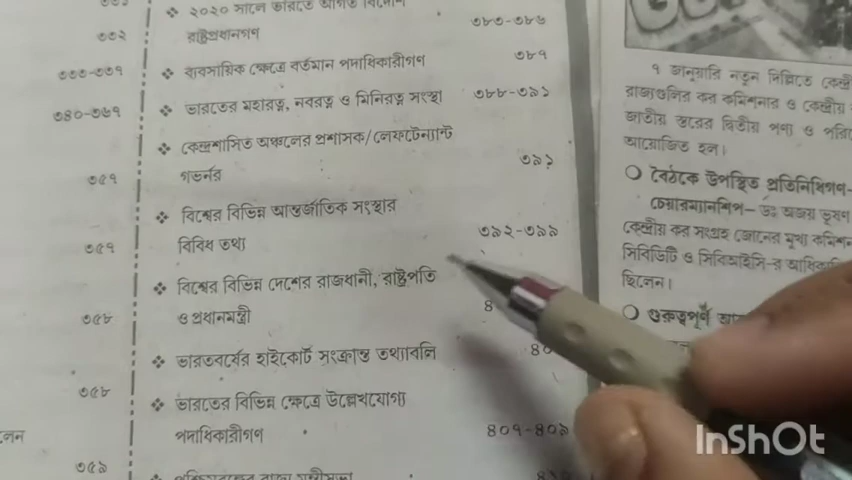 ৩৩২
৩৩৩-৩৩৭
৩৪০-৩৬৭
৩৫৭
৩৫৭
৩৫৮
৩৫৮
৩৫৯
❖ ২০২০ সালে ভারতে আগত বিদেশি
রাষ্ট্রপ্রধানগণ ৩৮৩-৩৮৬
❖ ব্যবসায়িক ক্ষেত্রে বর্তমান পদাধিকারীগণ ৩৮৭
❖ ভারতের মহারত্ন, নবরত্ন ও মিনিরত্ন সংস্থা ৩৮৮-৩৯১
❖ কেন্দ্রশাসিত অঞ্চলের প্রশাসক/লেফটেন্যান্ট
গভর্নর ৩৯১
❖ বিশ্বের বিভিন্ন আন্তর্জাতিক সংস্থার
বিবিধ তথ্য ৩৯২-৩৯৯
❖ বিশ্বের বিভিন্ন দেশের রাজধানী, রাষ্ট্রপতি
ও প্রধানমন্ত্রী
❖ ভারতবর্ষের হাইকোর্ট সংক্রান্ত তথ্যাবলি
❖ ভারতের বিভিন্ন ক্ষেত্রে উল্লেখযোগ্য
পদাধিকারীগণ ৪০৭-৪০৯
৭ জানুয়ারি নতুন দিল্লিতে
রাজ্যগুলির কর কমিশনার ও কেন্দ্রীয়
জাতীয় স্তরের দ্বিতীয় পণ্য ও
আয়োজিত হল।
○ বৈঠকে উপস্থিত প্রতিনিধিগণ-
চেয়ারম্যানশিপ- ডঃ অজয় ভূষণ
কেন্দ্রীয় কর সংগ্রহ জোনের মুখ্য
সিবিডিটি ও সিবিআইসি-র
ছিলেন।
○ গুরুত্বপূর্ণ
InShOt